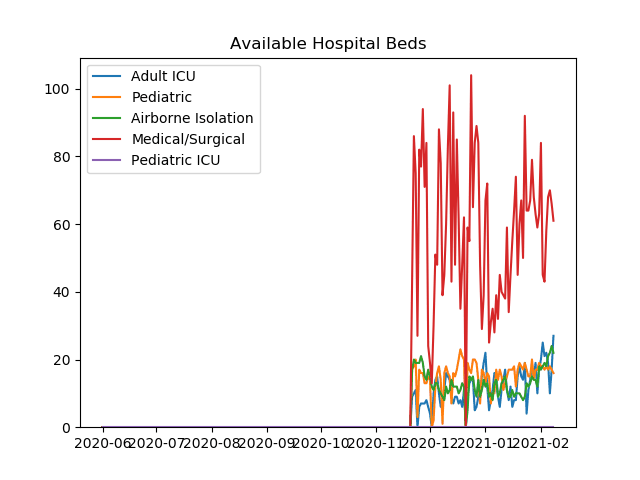 Available Hospital Beds
Adult ICU
Pediatric
Airborne Isolation
Medical/Surgical
Pediatric ICU
100
80
60
40
20
0
2020-06 2020-07 2020-08 2020-09 2020-10 2020-11 2020-12 2021-01 2021-02